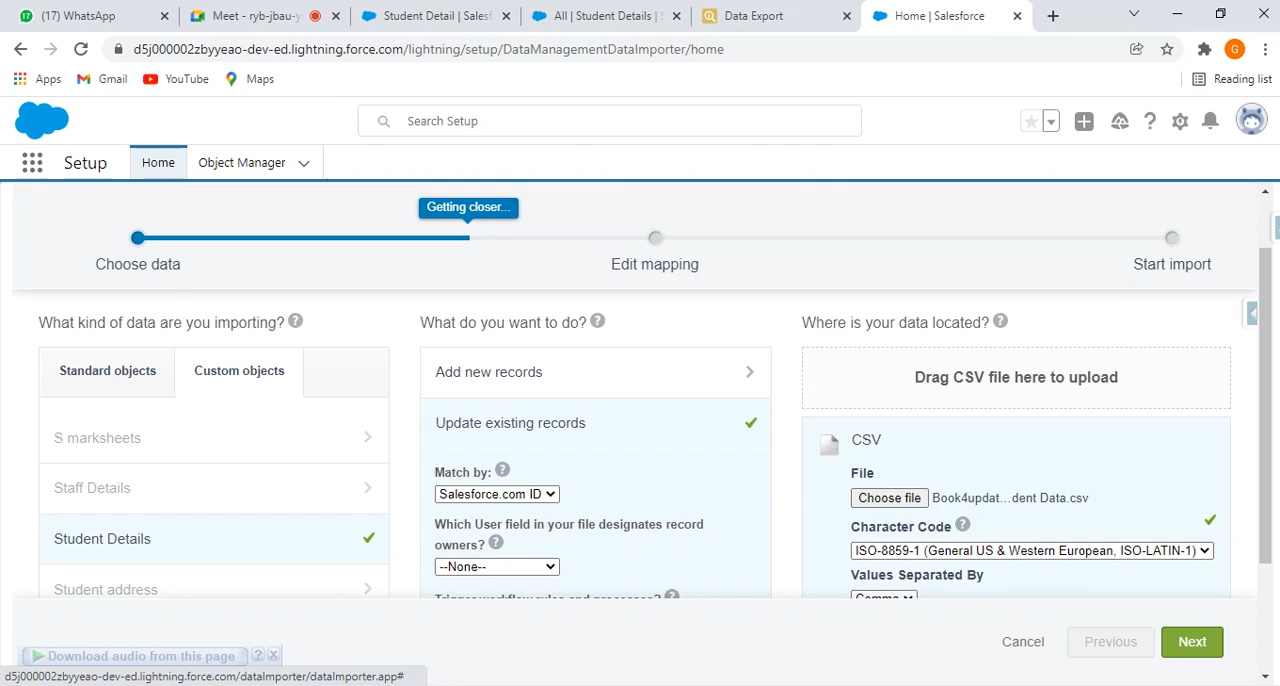 (17) WhatsApp
Meet - ryb-jbau-
Student Detail | Salesf
All | Student Details | S
Data Export
Home | Salesforce
d5j000002zbyyeao-dev-ed.lightning.force.com/lightning/setup/DataManagementDataImporter/home
G
Apps
Gmail
YouTube
Maps
Reading list
Search Setup
Setup
Home
Object Manager
Getting closer...
Choose data
Edit mapping
Start import
What kind of data are you importing? ?
What do you want to do? ?
Where is your data located? ?
Standard objects
Custom objects
S marksheets
Staff Details
Student Details
Student address
Add new records
Update existing records
Match by: ?
Salesforce.com ID
Which User field in your file designates record
owners? ?
--None--
Trigger workflow rules and processes? ?
Drag CSV file here to upload
CSV
File
Choose file Book4updat...dent Data.csv
Character Code ?
ISO-8859-1 (General US & Western European, ISO-LATIN-1)
Values Separated By
Comma
Cancel
Previous
Next
Download audio from this page ? X
d5j000002zbyyeao-dev-ed.lightning.force.com/dataImporter/dataImporter.app#